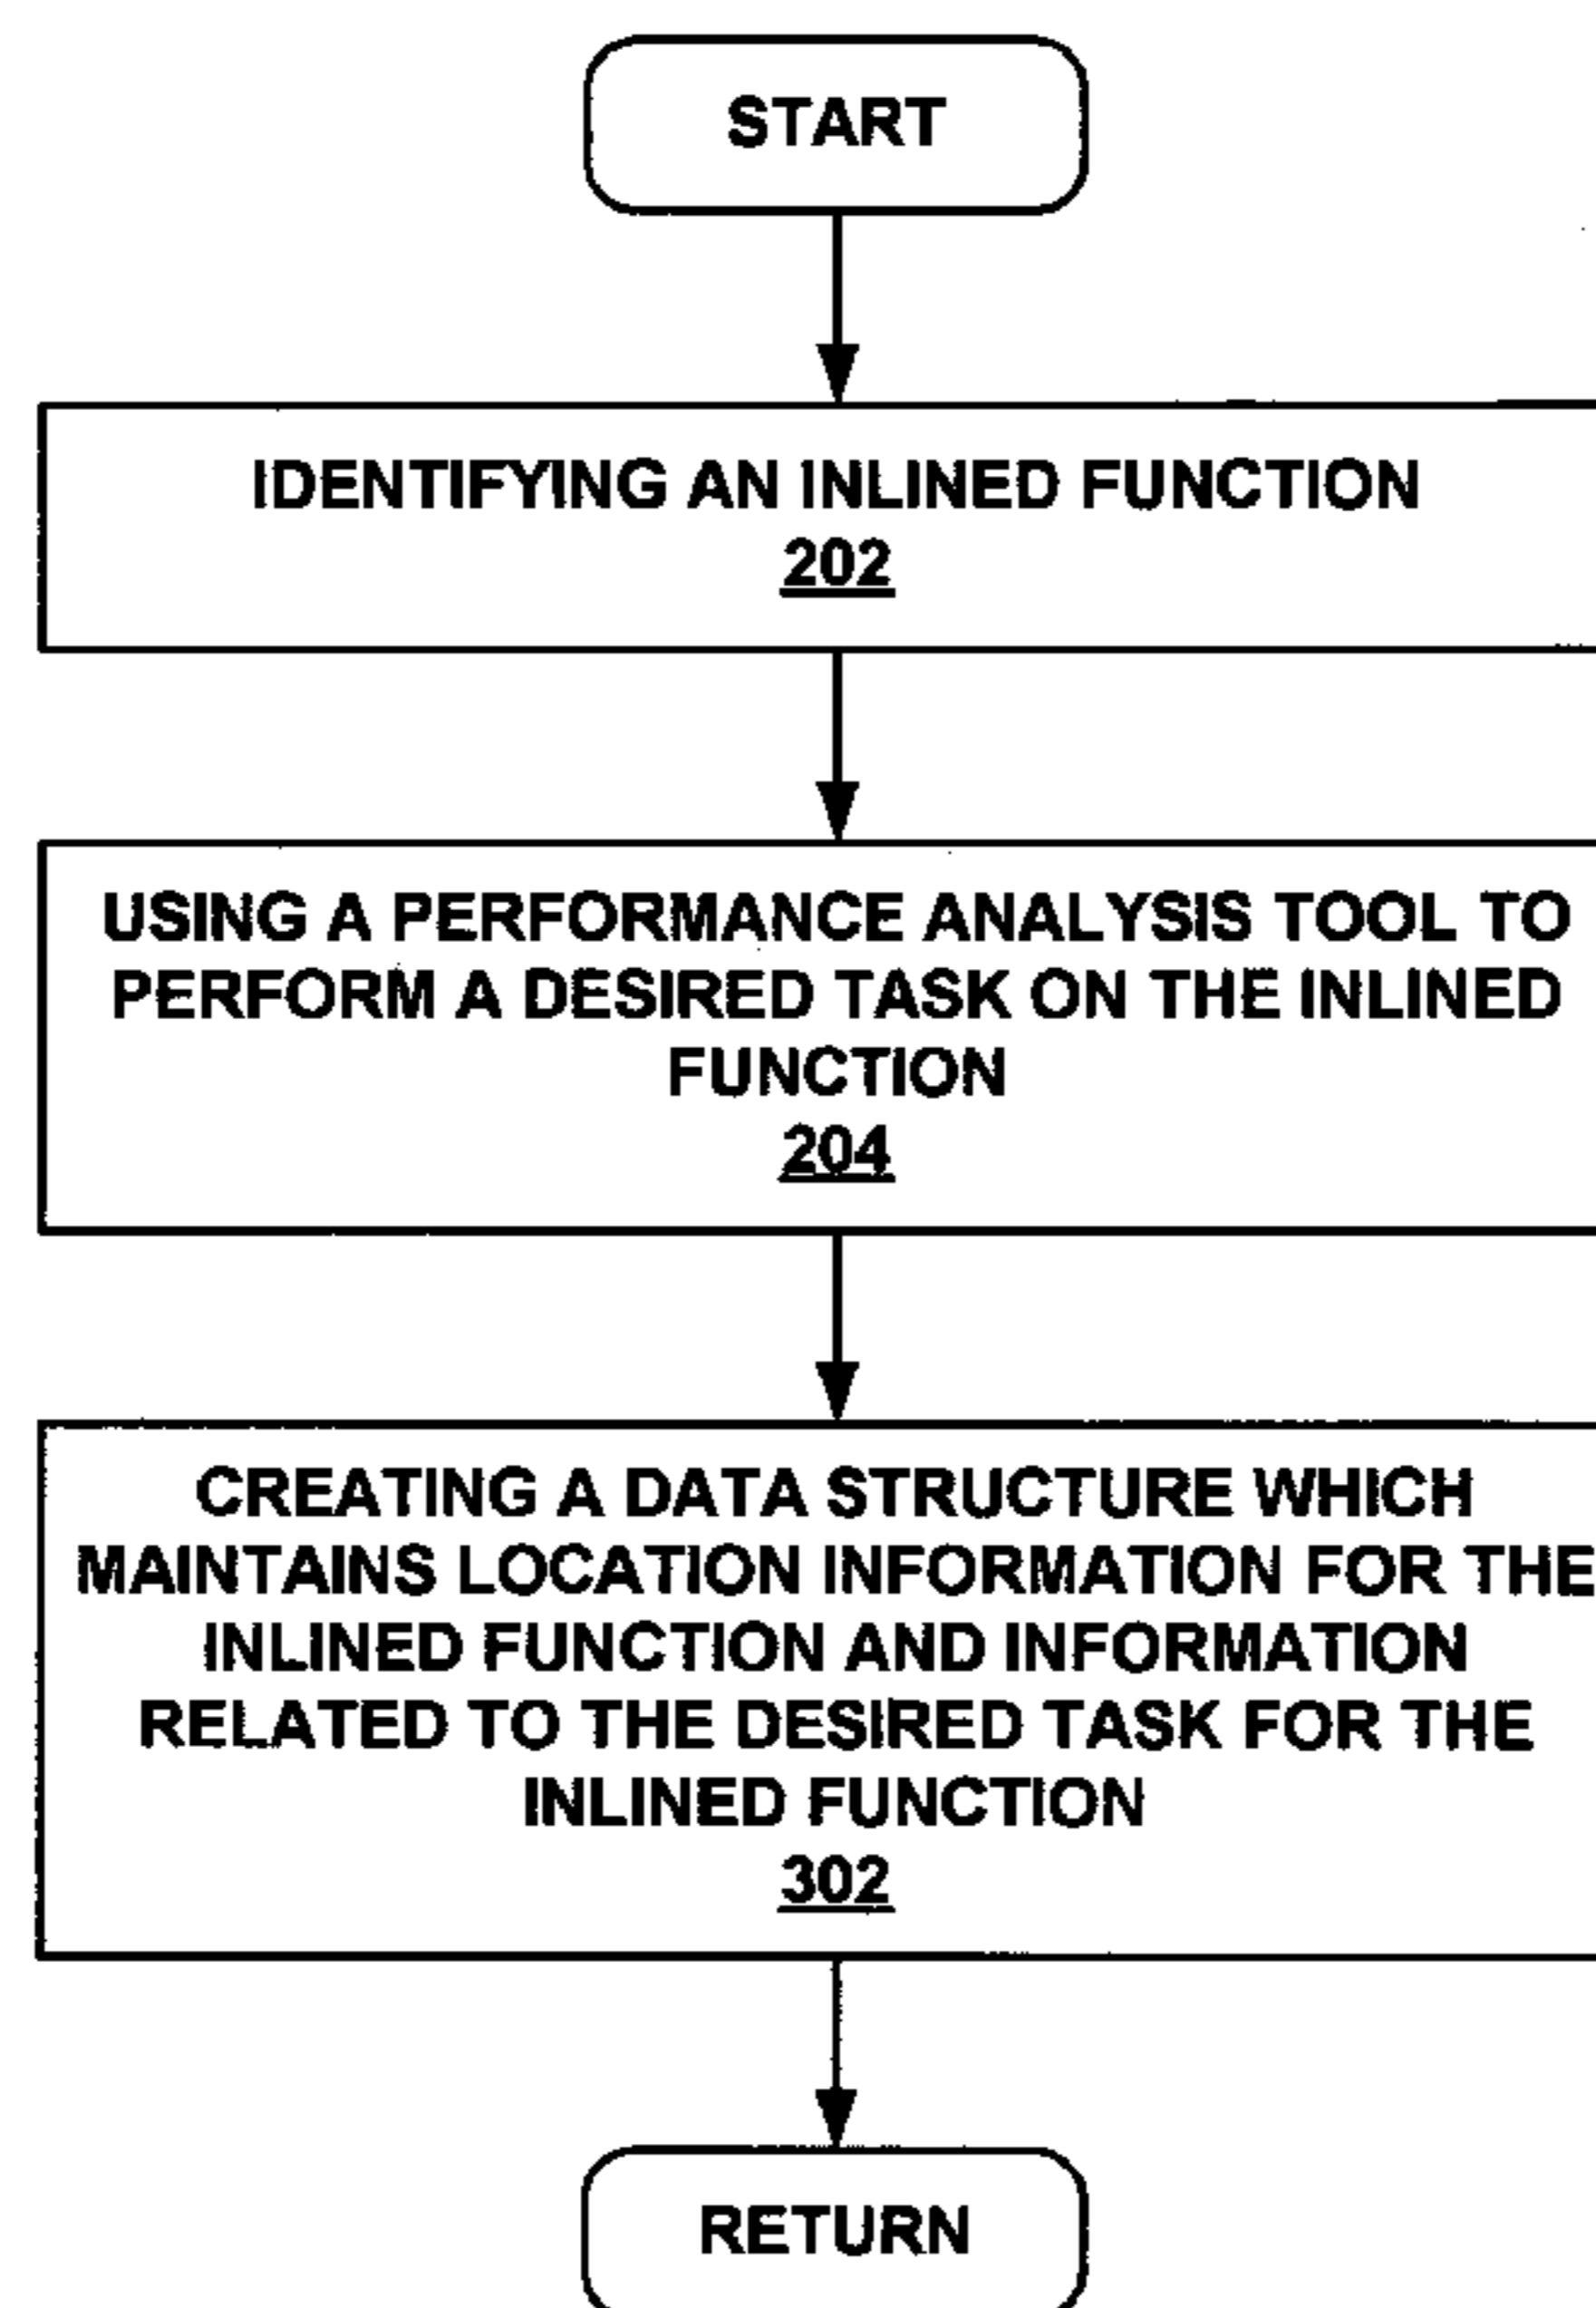 START
IDENTIFYING AN INLINED FUNCTION
202
USING A PERFORMANCE ANALYSIS TOOL TO
PERFORM A DESIRED TASK ON THE INLINED
FUNCTION
204
CREATING A DATA STRUCTURE WHICH
MAINTAINS LOCATION INFORMATION FOR THE
INLINED FUNCTION AND INFORMATION
RELATED TO THE DESIRED TASK FOR THE
INLINED FUNCTION
302
RETURN